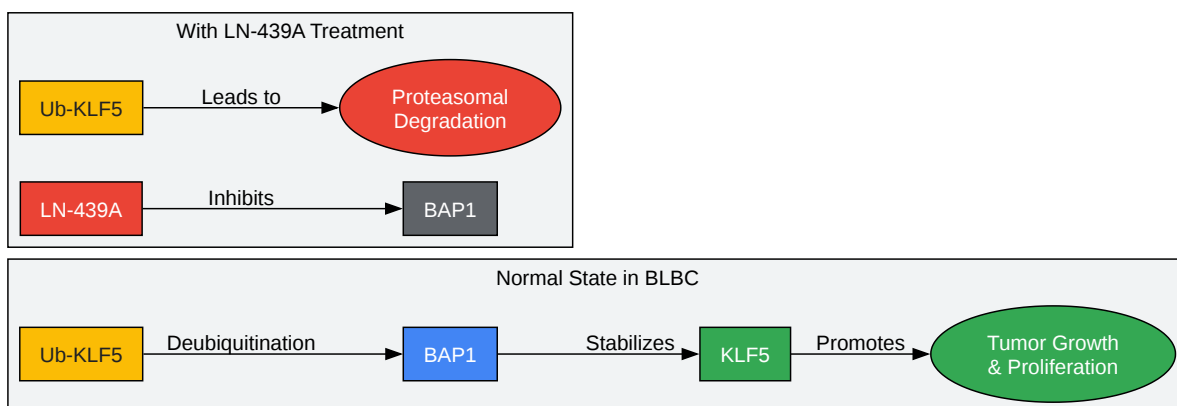 With LN-439A Treatment
Ub-KLF5
Leads to
Proteasomal
Degradation
LN-439A
Inhibits
BAP1
Normal State in BLBC
Ub-KLF5
Deubiquitination
BAP1
Stabilizes
KLF5
Promotes
Tumor Growth
& Proliferation